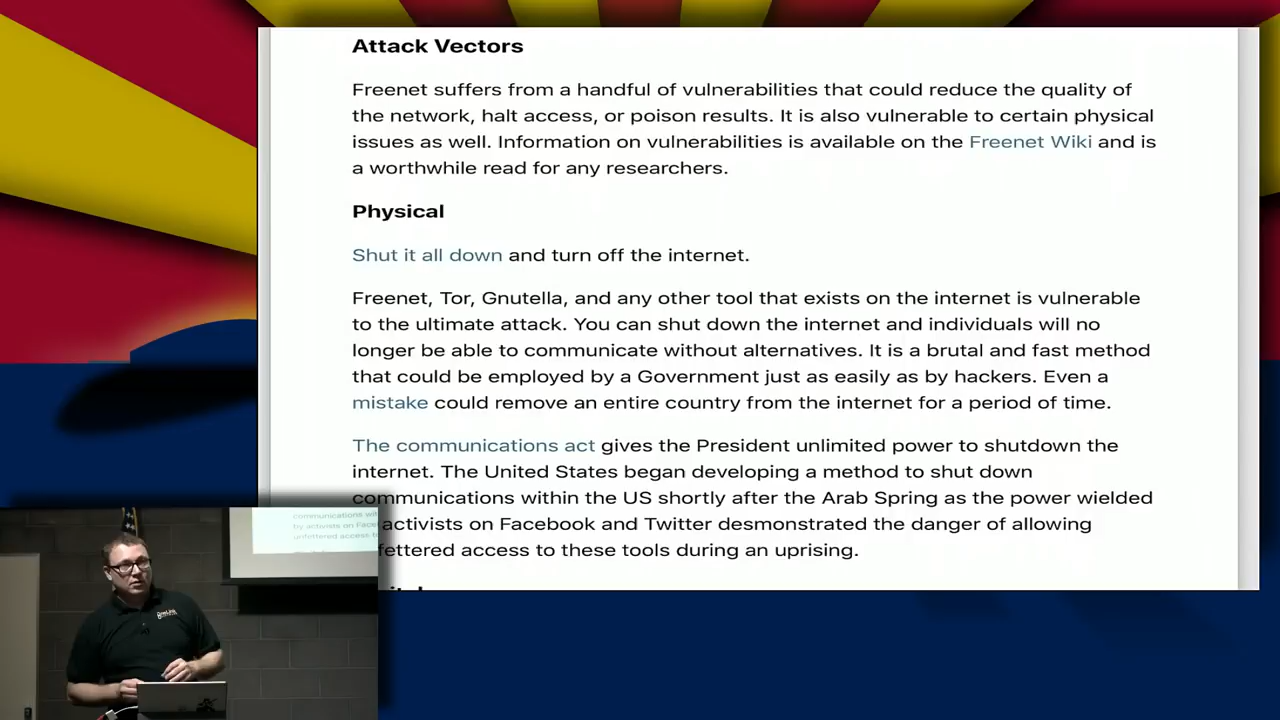 Attack Vectors
Freenet suffers from a handful of vulnerabilities that could reduce the quality of
the network, halt access, or poison results. It is also vulnerable to certain physical
issues as well. Information on vulnerabilities is available on the Freenet Wiki and is
a worthwhile read for any researchers.
Physical
Shut it all down and turn off the internet.
Freenet, Tor, Gnutella, and any other tool that exists on the internet is vulnerable
to the ultimate attack. You can shut down the internet and individuals will no
longer be able to communicate without alternatives. It is a brutal and fast method
that could be employed by a Government just as easily as by hackers. Even a
mistake could remove an entire country from the internet for a period of time.
The communications act gives the President unlimited power to shutdown the
internet. The United States began developing a method to shut down
communications within the US shortly after the Arab Spring as the power wielded
activists on Facebook and Twitter desmonstrated the danger of allowing
fettered access to these tools during an uprising.
communications wit
by activists on Face
unfettered access to